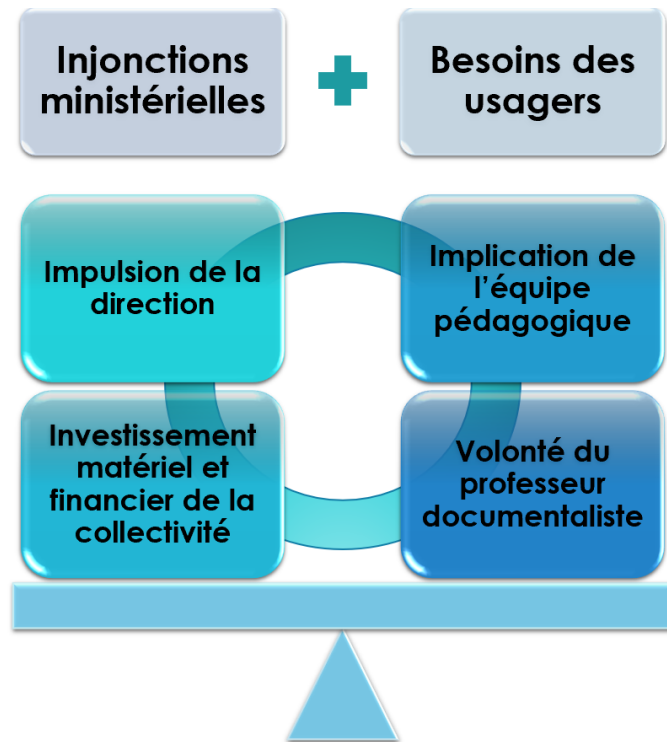 Injonctions
ministérielles
Besoins des
usagers
Impulsion de la
direction
Implication de
l’équipe
pédagogique
Investissement
matériel et
financier de la
collectivité
Volonté du
professeur
documentaliste